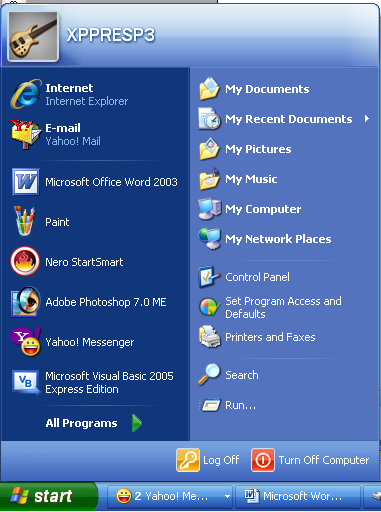 XPPRESP3
Internet
Internet Explorer
E-mail
Yahoo! Mail
Microsoft Office Word 2003
Paint
Nero StartSmart
Adobe Photoshop 7.0 ME
Yahoo! Messenger
Microsoft Visual Basic 2005
Express Edition
All Programs
My Documents
My Recent Documents
My Pictures
My Music
My Computer
My Network Places
Control Panel
Set Program Access and
Defaults
Printers and Faxes
Search
Run...
Log Off
Turn Off Computer
start
2 Yahoo! Me...
Microsoft Wor...